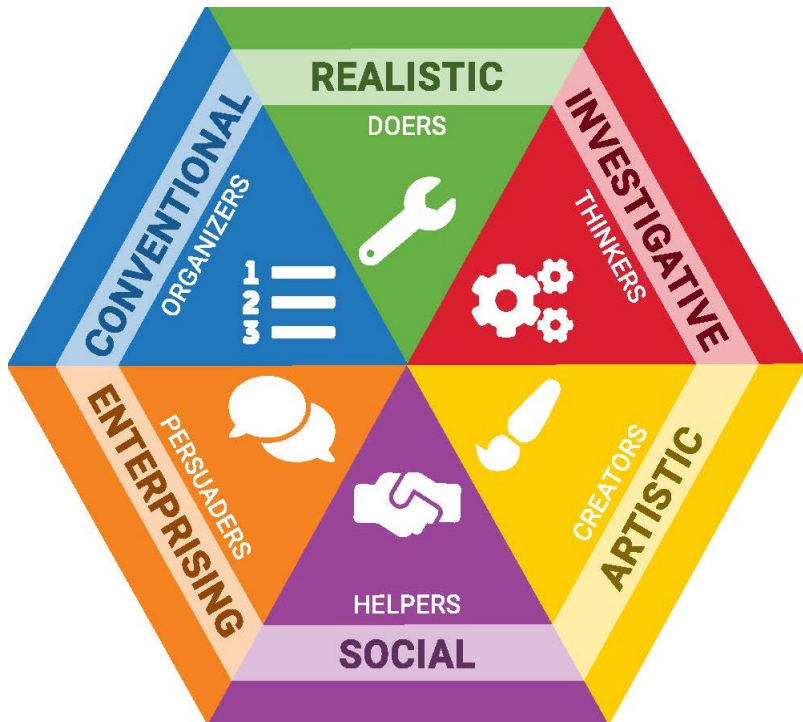 REALISTIC
DOERS
INVESTIGATIVE
THINKERS
ARTISTIC
CREATORS
SOCIAL
HELPERS
ENTERPRISING
PERSUADERS
CONVENTIONAL
ORGANIZERS
1
2
3